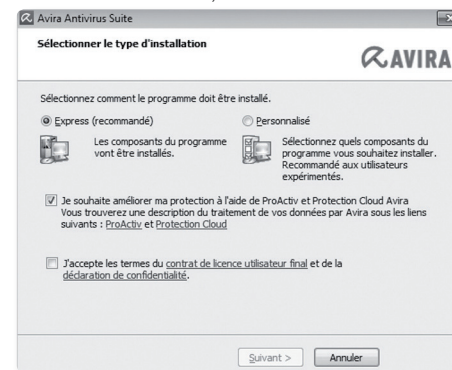 Avira Antivirus Suite
Sélectionner le type d'installation
AVIRA
Sélectionnez comment le programme doit être installé.
Express (recommandé)
Les composants du programme
vont être installés.
Personnalisé
Sélectionnez quels composants du
programme vous souhaitez installer.
Recommandé aux utilisateurs
expérimentés.
Je souhaite améliorer ma protection à l'aide de ProActiv et Protection Cloud Avira
Vous trouverez une description du traitement de vos données par Avira sous les liens
suivants : ProActiv et Protection Cloud
J'accepte les termes du contrat de licence utilisateur final et de la
déclaration de confidentialité.
Suivant >
Annuler